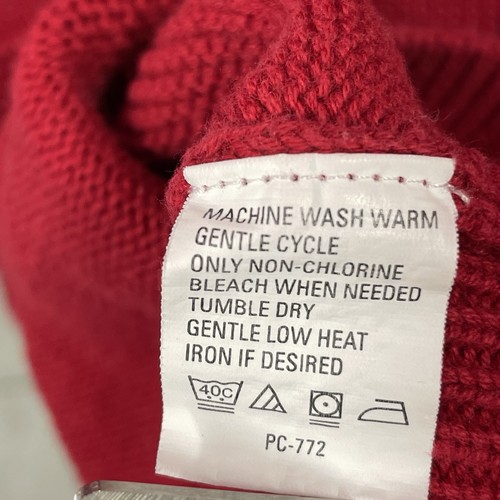 MACHINE WASH WARM
GENTLE CYCLE
ONLY NON-CHLORINE
BLEACH WHEN NEEDED
TUMBLE DRY
GENTLE LOW HEAT
IRON IF DESIRED
40C
PC-772